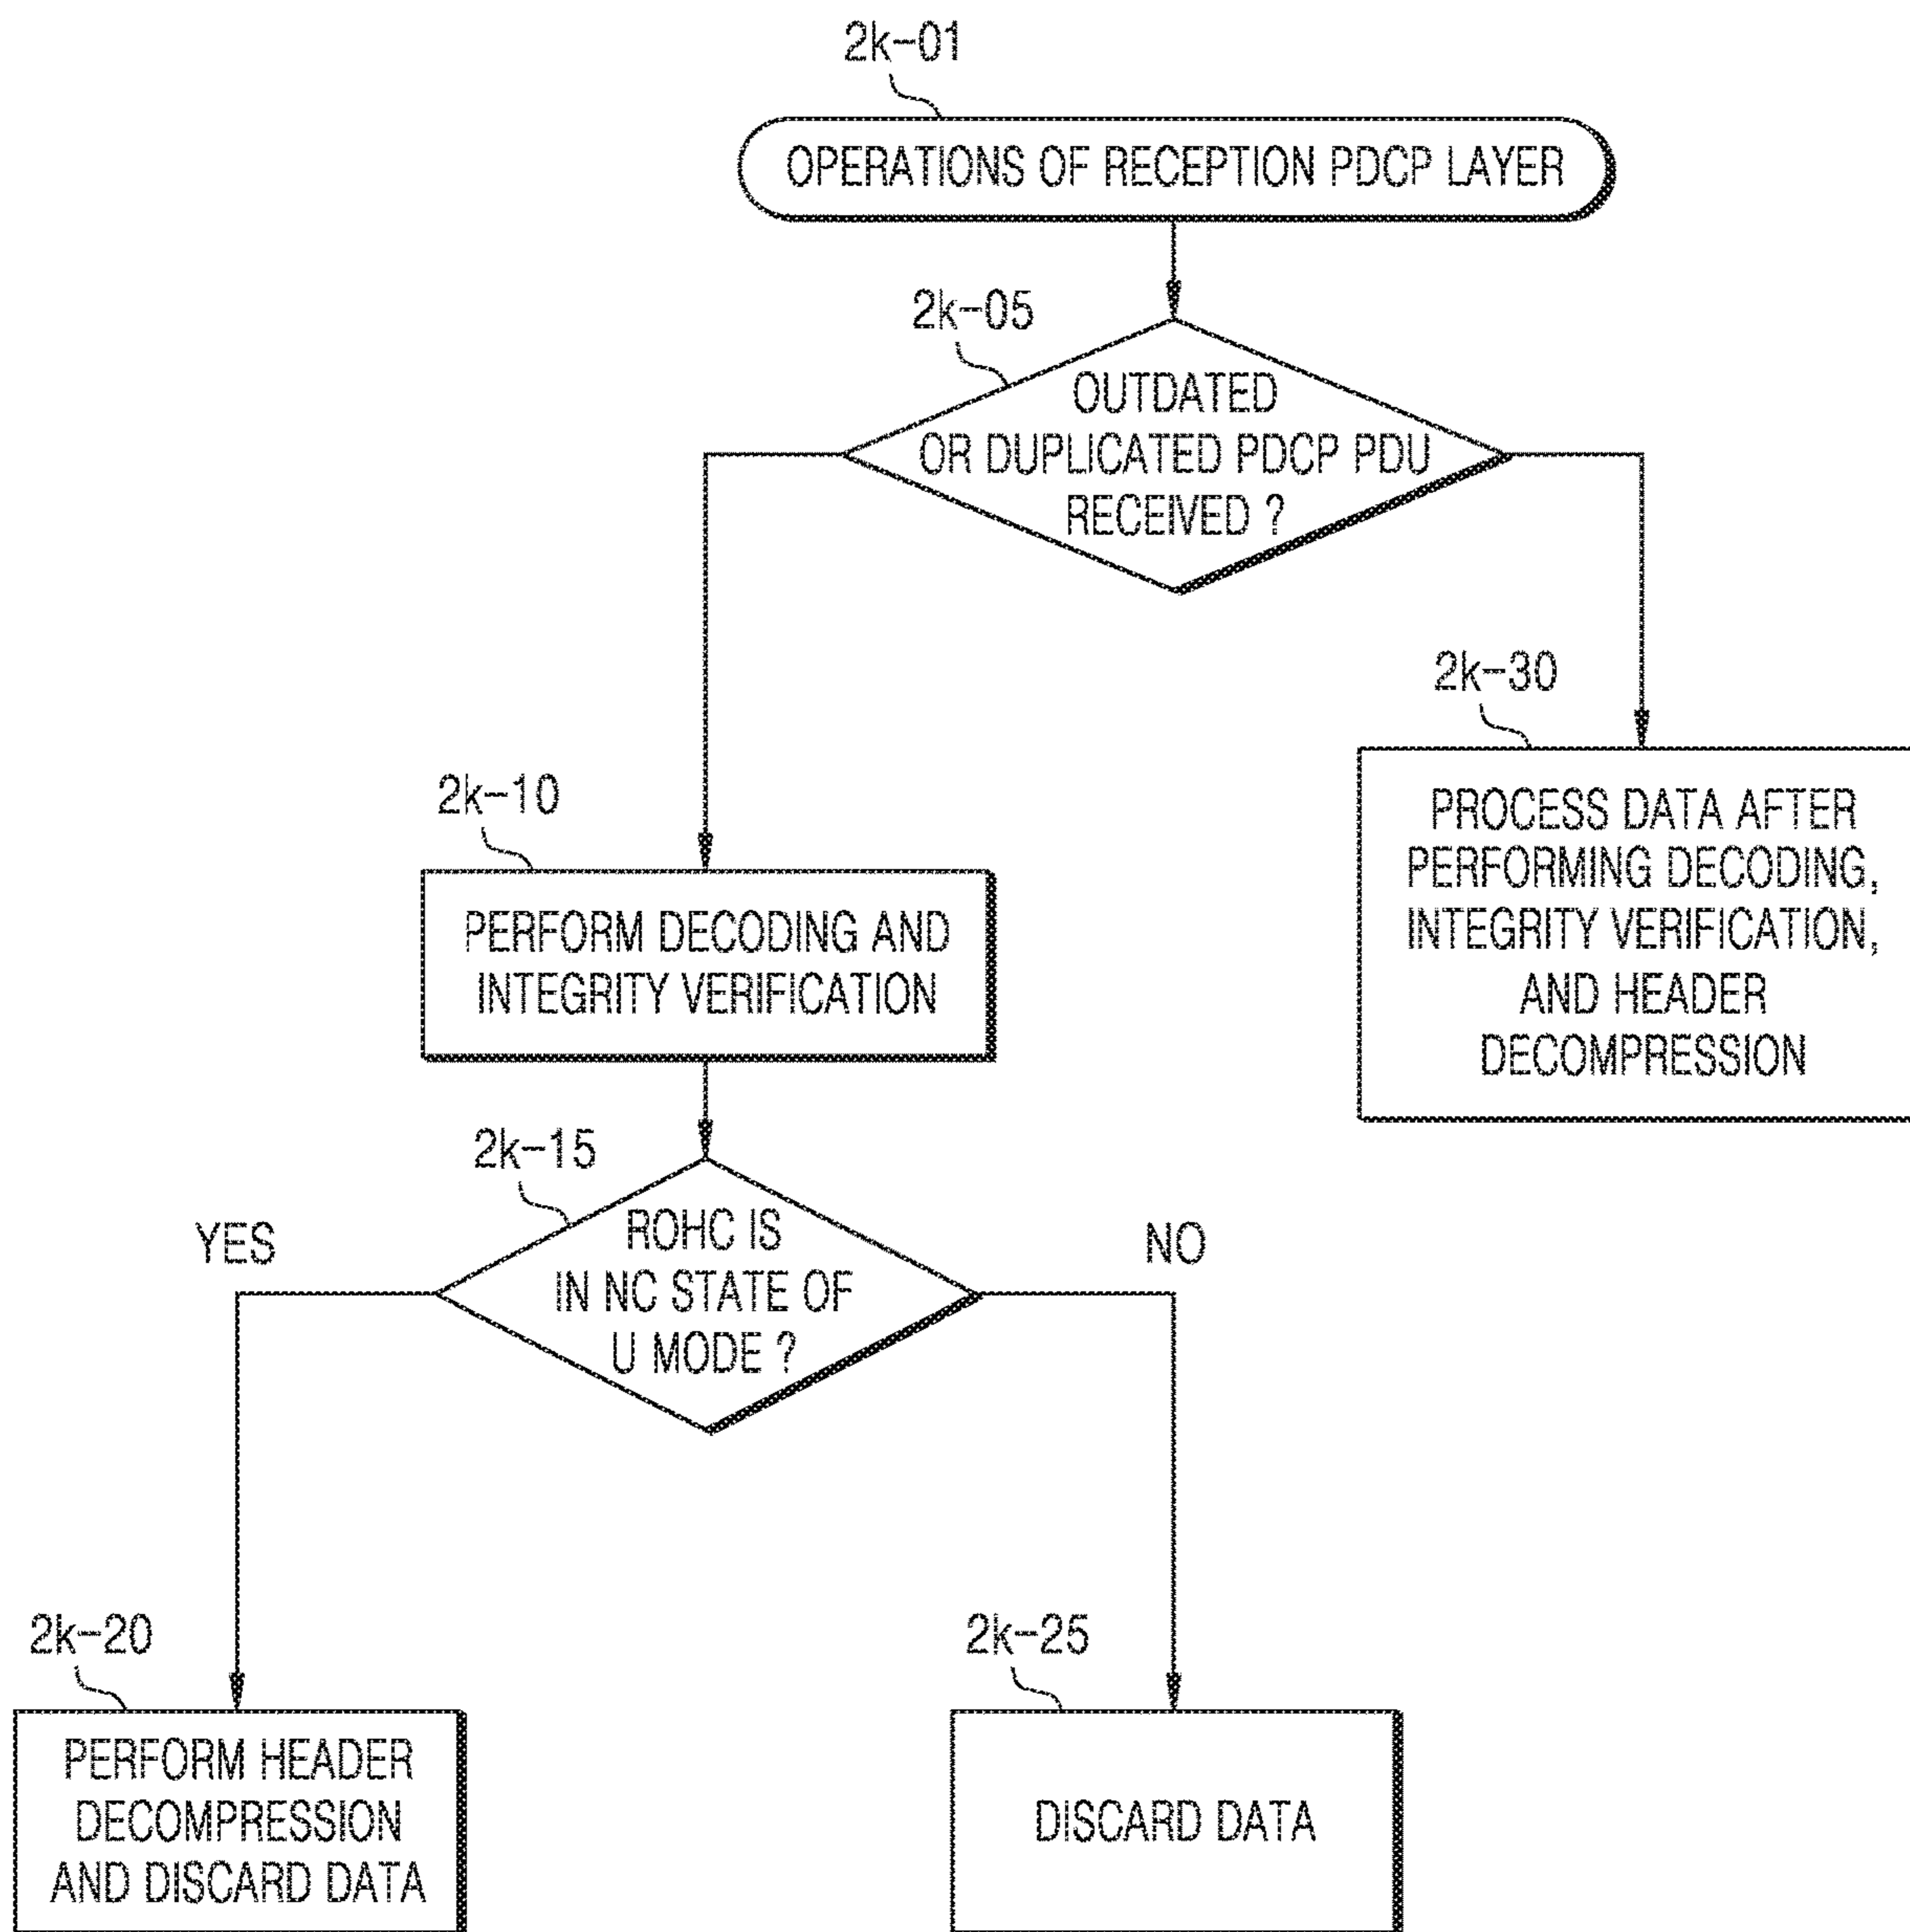 2k-01
OPERATIONS OF RECEPTION PDCP LAYER
2k-05
OUTDATED
OR DUPLICATED PDCP PDU
RECEIVED ?
2k-30
PROCESS DATA AFTER
PERFORMING DECODING,
INTEGRITY VERIFICATION,
AND HEADER
DECOMPRESSION
2k-10
PERFORM DECODING AND
INTEGRITY VERIFICATION
2k-15
ROHC IS
IN NC STATE OF
U MODE ?
YES
NO
2k-20
PERFORM HEADER
DECOMPRESSION
AND DISCARD DATA
2k-25
DISCARD DATA